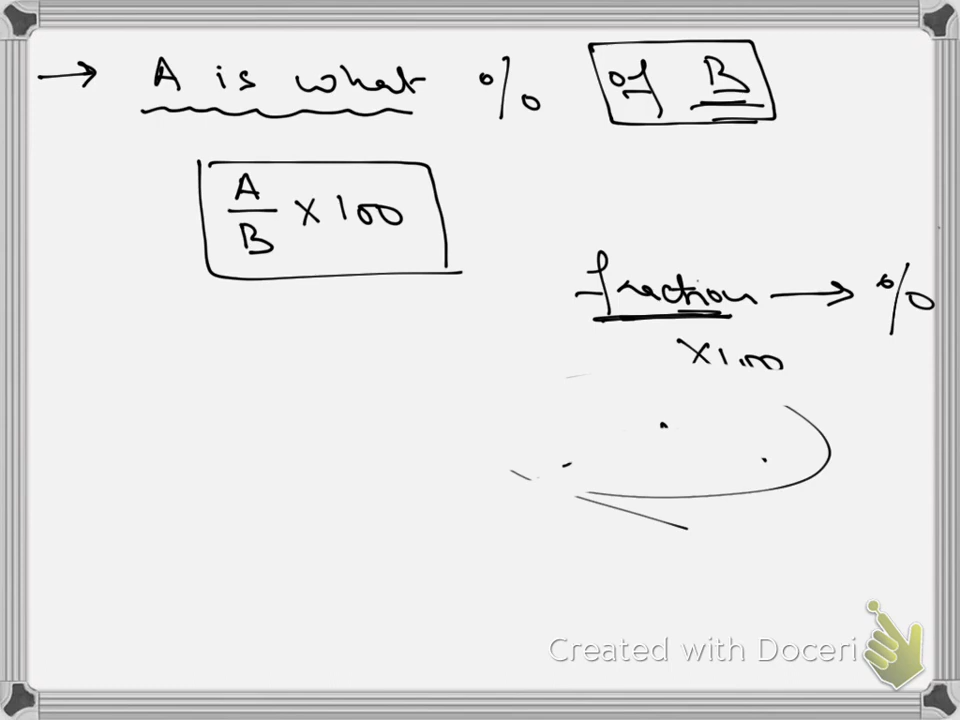 → A is what % of B
A/B × 100
fraction → %
×100
Created with Doceri